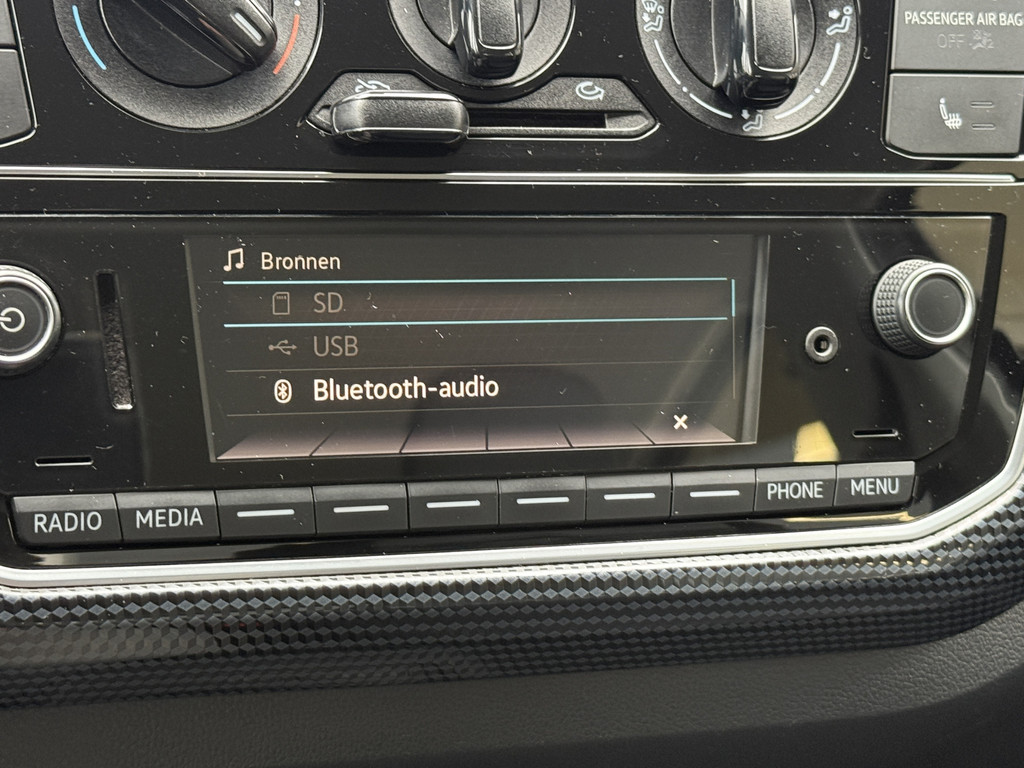 PASSENGER AIR BAG
OFF
Bronnen
SD
USB
Bluetooth-audio
RADIO
MEDIA
PHONE
MENU